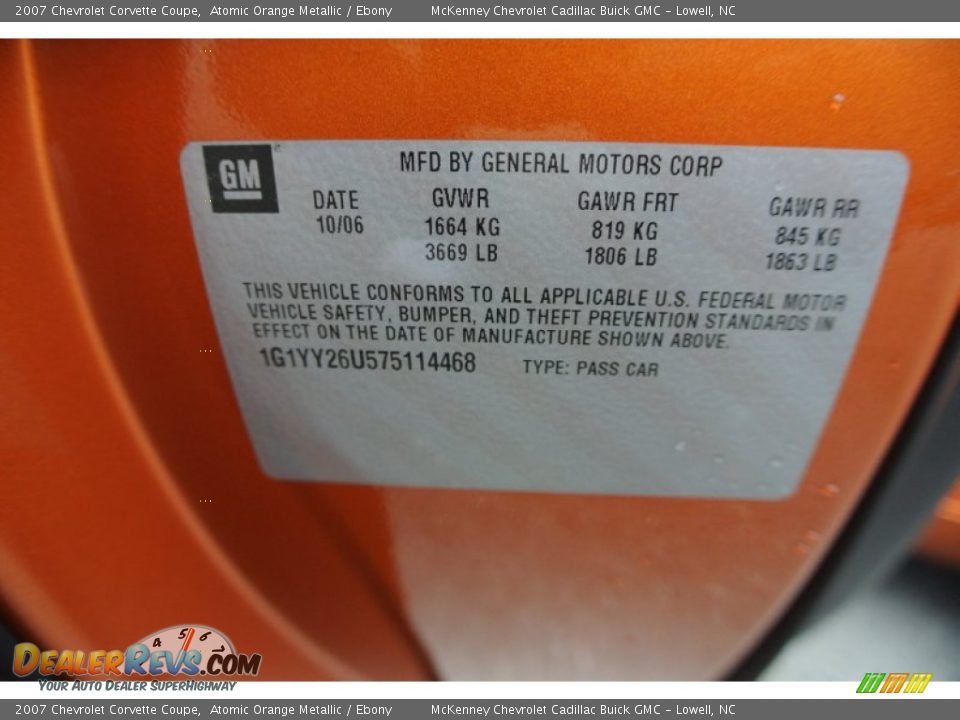 2007 Chevrolet Corvette Coupe, Atomic Orange Metallic / Ebony McKenney Chevrolet Cadillac Buick GMC – Lowell, NC
GM
MFD BY GENERAL MOTORS CORP
DATE GVWR GAWR FRT GAWR RR
10/06 1664 KG 819 KG 845 KG
3669 LB 1806 LB 1863 LB
THIS VEHICLE CONFORMS TO ALL APPLICABLE U.S. FEDERAL MOTOR
VEHICLE SAFETY, BUMPER, AND THEFT PREVENTION STANDARDS IN
EFFECT ON THE DATE OF MANUFACTURE SHOWN ABOVE.
1G1YY26U575114468 TYPE: PASS CAR
4 5 6
DEALERREVS.COM
YOUR AUTO DEALER SUPERHIGHWAY
2007 Chevrolet Corvette Coupe, Atomic Orange Metallic / Ebony McKenney Chevrolet Cadillac Buick GMC – Lowell, NC